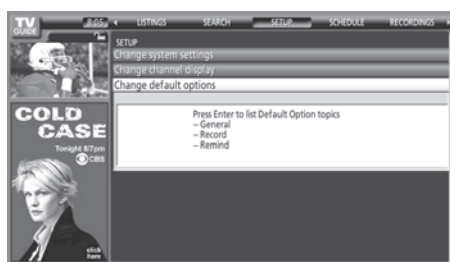 TV
GUIDE
8:05
LISTINGS SEARCH SETUP SCHEDULE RECORDINGS
SETUP
Change system settings
Change channel display
Change default options
Press Enter to list Default Option topics
– General
– Record
– Remind
COLD
CASE
Tonight 8/7pm
CBS
click
here